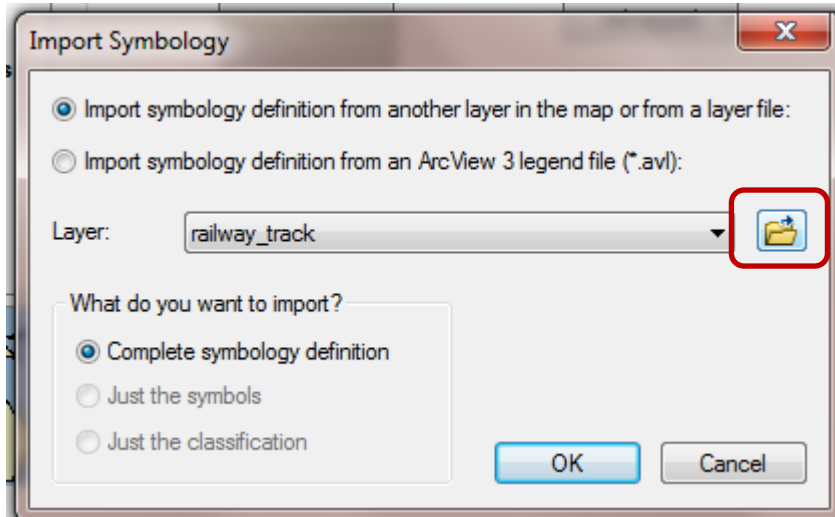 Import Symbology
Import symbology definition from another layer in the map or from a layer file:
Import symbology definition from an ArcView 3 legend file (*.avl):
Layer: railway_track
What do you want to import?
Complete symbology definition
Just the symbols
Just the classification
OK Cancel